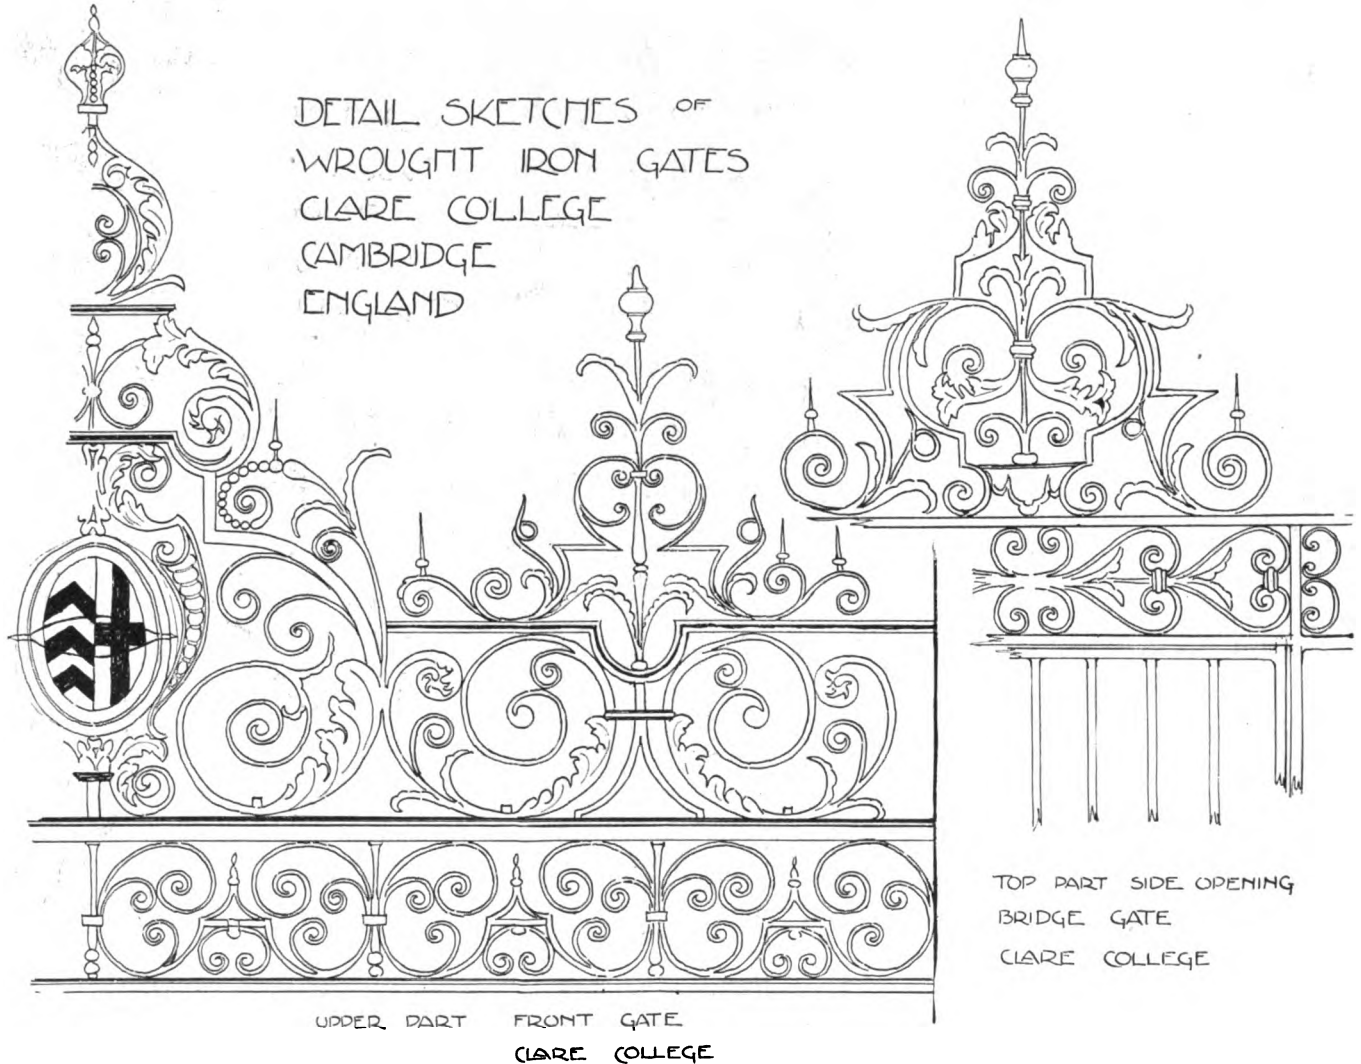 DETAIL SKETCHES OF
WROUGHT IRON GATES
CLARE COLLEGE
CAMBRIDGE
ENGLAND
TOP PART SIDE OPENING
BRIDGE GATE
CLARE COLLEGE
UPPER PART FRONT GATE
CLARE COLLEGE